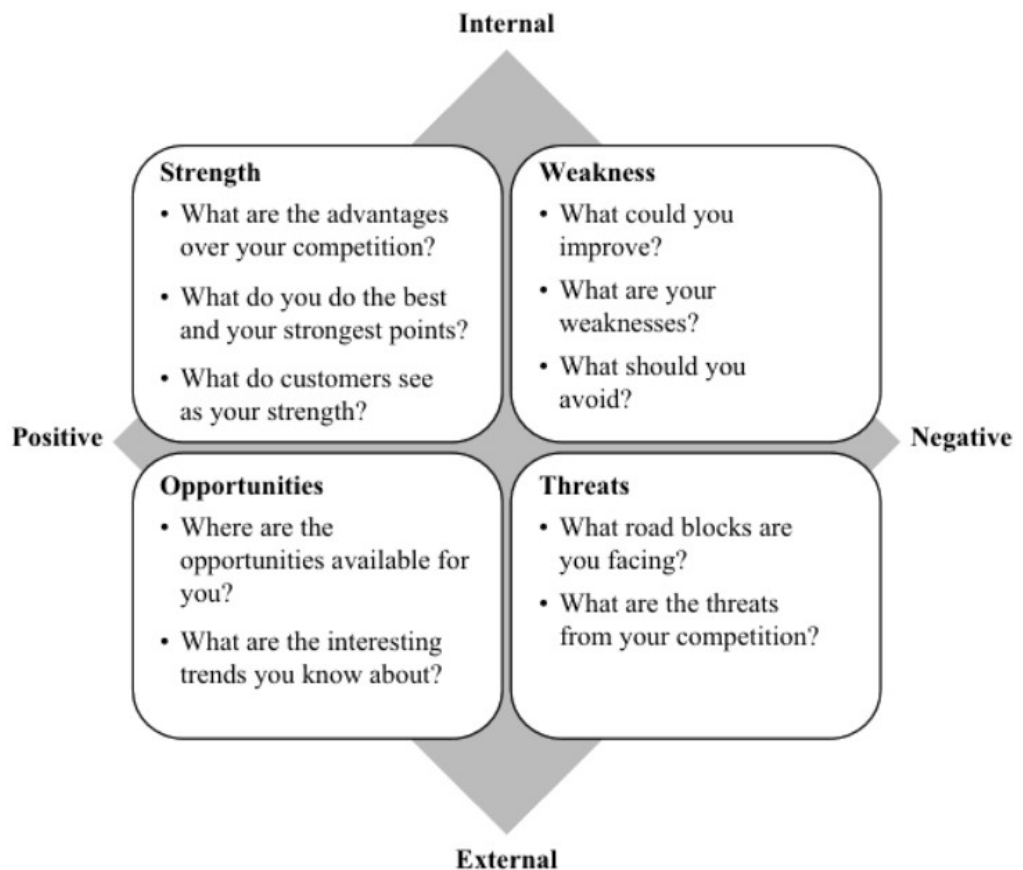 Internal
Strength
• What are the advantages
over your competition?
• What do you do the best
and your strongest points?
• What do customers see
as your strength?
Weakness
• What could you
improve?
• What are your
weaknesses?
• What should you
avoid?
Positive
Negative
Opportunities
• Where are the
opportunities available for
you?
• What are the interesting
trends you know about?
Threats
• What road blocks are
you facing?
• What are the threats
from your competition?
External